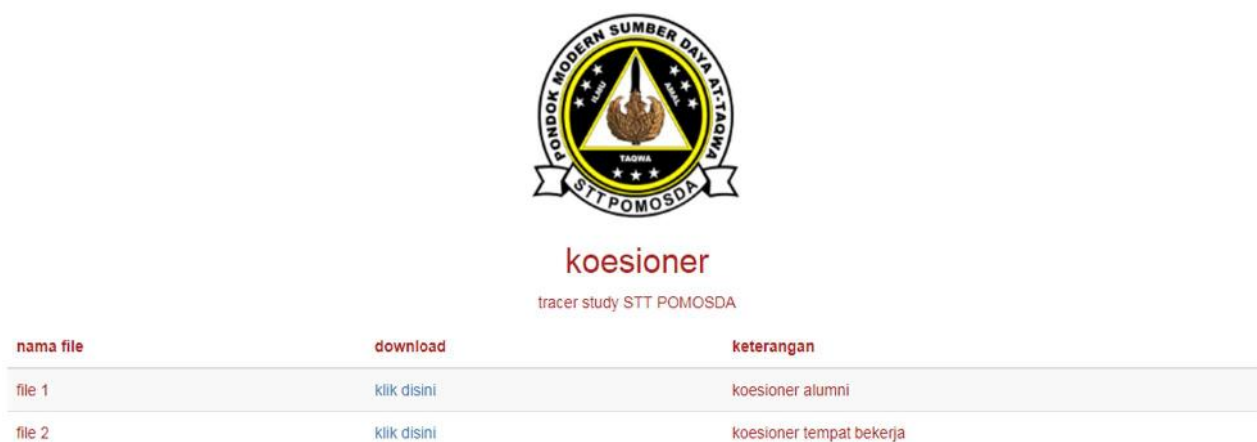 PONDOK MODERN SUMBER DAYA AT-TAQWA
ILMU
AMAL
TAQWA
STT POMOSDA
koesioner
tracer study STT POMOSDA
nama file download keterangan
file 1 klik disini koesioner alumni
file 2 klik disini koesioner tempat bekerja